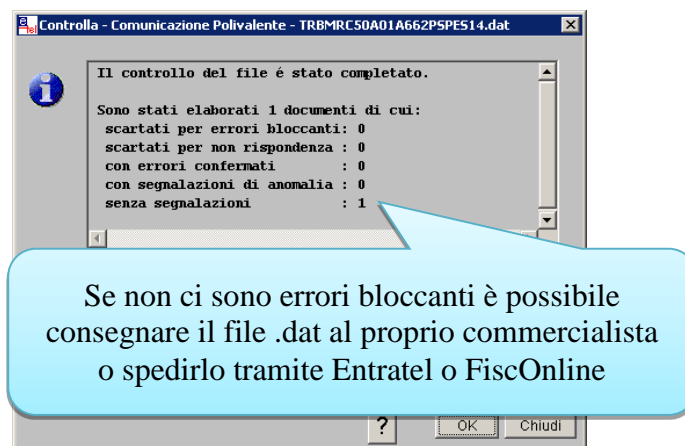 Controlla - Comunicazione Polivalente - TRBMRC50A01A662PSPES14.dat
Il controllo del file é stato completato.
Sono stati elaborati 1 documenti di cui:
scartati per errori bloccanti: 0
scartati per non rispondenza : 0
con errori confermati : 0
con segnalazioni di anomalia : 0
senza segnalazioni : 1
Se non ci sono errori bloccanti è possibile
consegnare il file .dat al proprio commercialista
o spedirlo tramite Entratel o FiscOnline
? OK Chiudi